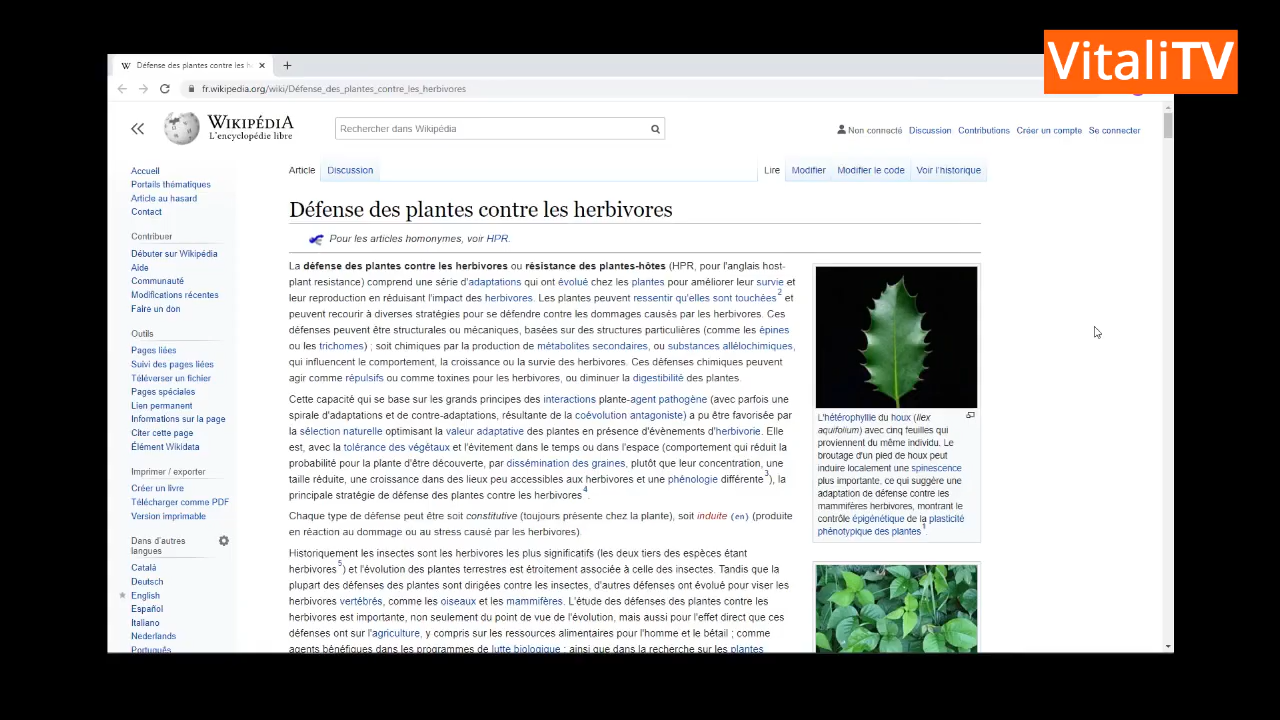 VitaliTV
Défense des plantes contre les h
fr.wikipedia.org/wiki/Défense_des_plantes_contre_les_herbivores
WIKIPÉDIA
L'encyclopédie libre
Rechercher dans Wikipédia
Non connecté Discussion Contributions Créer un compte Se connecter
Article Discussion
Lire Modifier Modifier le code Voir l'historique
Accueil
Portails thématiques
Article au hasard
Contact
Contribuer
Débuter sur Wikipédia
Aide
Communauté
Modifications récentes
Faire un don
Outils
Pages liées
Suivi des pages liées
Téléverser un fichier
Pages spéciales
Lien permanent
Informations sur la page
Citer cette page
Élément Wikidata
Imprimer / exporter
Créer un livre
Télécharger comme PDF
Version imprimable
Dans d'autres
langues
Català
Deutsch
English
Español
Italiano
Nederlands
Português
Défense des plantes contre les herbivores
Pour les articles homonymes, voir HPR.
La défense des plantes contre les herbivores ou résistance des plantes-hôtes (HPR, pour l'anglais host-
plant resistance) comprend une série d'adaptations qui ont évolué chez les plantes pour améliorer leur survie et
leur reproduction en réduisant l'impact des herbivores. Les plantes peuvent ressentir qu'elles sont touchées2 et
peuvent recourir à diverses stratégies pour se défendre contre les dommages causés par les herbivores. Ces
défenses peuvent être structurales ou mécaniques, basées sur des structures particulières (comme les épines
ou les trichomes) ; soit chimiques par la production de métabolites secondaires, ou substances allélochimiques,
qui influencent le comportement, la croissance ou la survie des herbivores. Ces défenses chimiques peuvent
agir comme répulsifs ou comme toxines pour les herbivores, ou diminuer la digestibilité des plantes.
Cette capacité qui se base sur les grands principes des interactions plante-agent pathogène (avec parfois une
spirale d'adaptations et de contre-adaptations, résultante de la coévolution antagoniste) a pu être favorisée par
la sélection naturelle optimisant la valeur adaptative des plantes en présence d'évènements d'herbivorie. Elle
est, avec la tolérance des végétaux et l'évitement dans le temps ou dans l'espace (comportement qui réduit la
probabilité pour la plante d'être découverte, par dissémination des graines, plutôt que leur concentration, une
taille réduite, une croissance dans des lieux peu accessibles aux herbivores et une phénologie différente3), la
principale stratégie de défense des plantes contre les herbivores4.
Chaque type de défense peut être soit constitutive (toujours présente chez la plante), soit induite (en) (produite
en réaction au dommage ou au stress causé par les herbivores).
Historiquement les insectes sont les herbivores les plus significatifs (les deux tiers des espèces étant
herbivores5) et l'évolution des plantes terrestres est étroitement associée à celle des insectes. Tandis que la
plupart des défenses des plantes sont dirigées contre les insectes, d'autres défenses ont évolué pour viser les
herbivores vertébrés, comme les oiseaux et les mammifères. L'étude des défenses des plantes contre les
herbivores est importante, non seulement du point de vue de l'évolution, mais aussi pour l'effet direct que ces
défenses ont sur l'agriculture, y compris sur les ressources alimentaires pour l'homme et le bétail ; comme
agents bénéfiques dans les programmes de lutte biologique ; ainsi que dans la recherche sur les plantes
L'hétérophyllie du houx (Ilex
aquifolium) avec cinq feuilles qui
proviennent du même individu. Le
broutage d'un pied de houx peut
induire localement une spinescence
plus importante, ce qui suggère une
adaptation de défense contre les
mammifères herbivores, montrant le
contrôle épigénétique de la plasticité
phénotypique des plantes1.